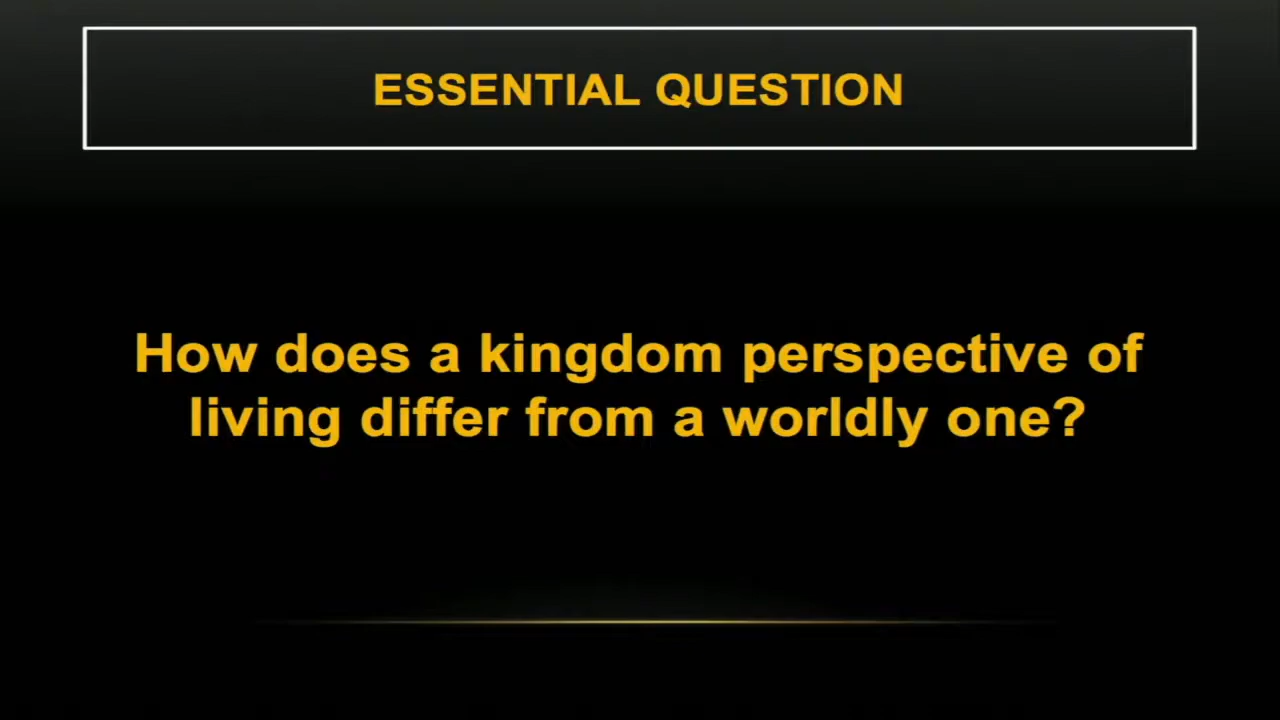 ESSENTIAL QUESTION
How does a kingdom perspective of
living differ from a worldly one?